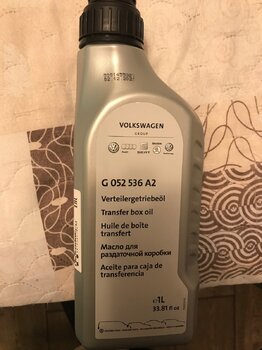 VOLKSWAGEN
GROUP
G 052 536 A2
Verteilergetriebeöl
Transfer box oil
Huile de boîte
transfert
Масло для
раздаточной коробки
Aceite para caja de
transferencia
e1L
33.81 fl oz